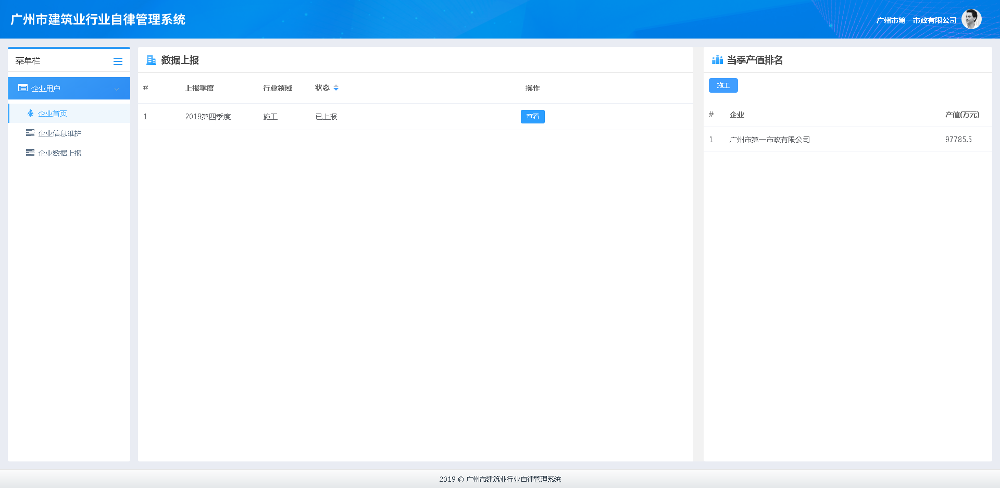 广州市建筑业行业自律管理系统
广州市第一市政有限公司
菜单栏
企业用户
企业首页
企业信息维护
企业数据上报
数据上报
# 上报季度 行业领域 状态 操作
1 2019第四季度 施工 已上报 查看
当季产值排名
施工
# 企业 产值(万元)
1 广州市第一市政有限公司 97785.5
2019 © 广州市建筑业行业自律管理系统